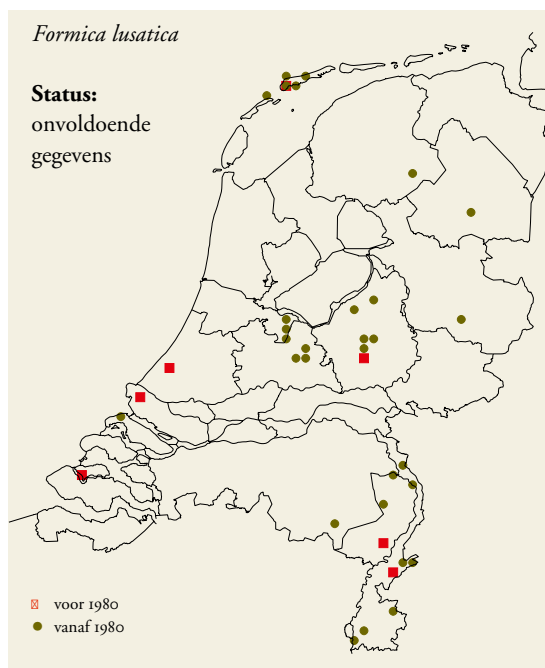 Formica lusatica
Status:
onvoldoende
gegevens
voor 1980
vanaf 1980